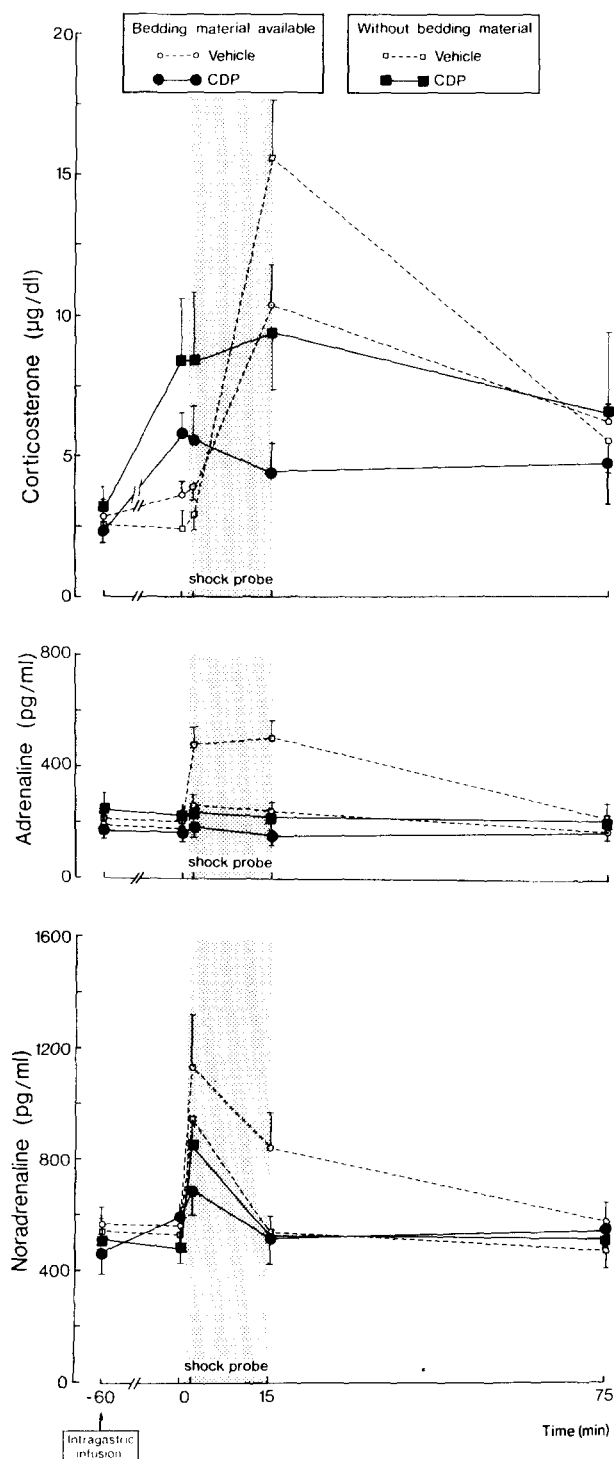 Bedding material available
Vehicle
CDP
Without bedding material
Vehicle
CDP
20
15
10
5
0
Corticosterone (µg/dl)
shock probe
800
400
200
0
Adrenaline (pg/ml)
shock probe
1600
1200
800
400
0
Noradrenaline (pg/ml)
shock probe
-60
0
15
75
Time (min)
Intragastric
infusion